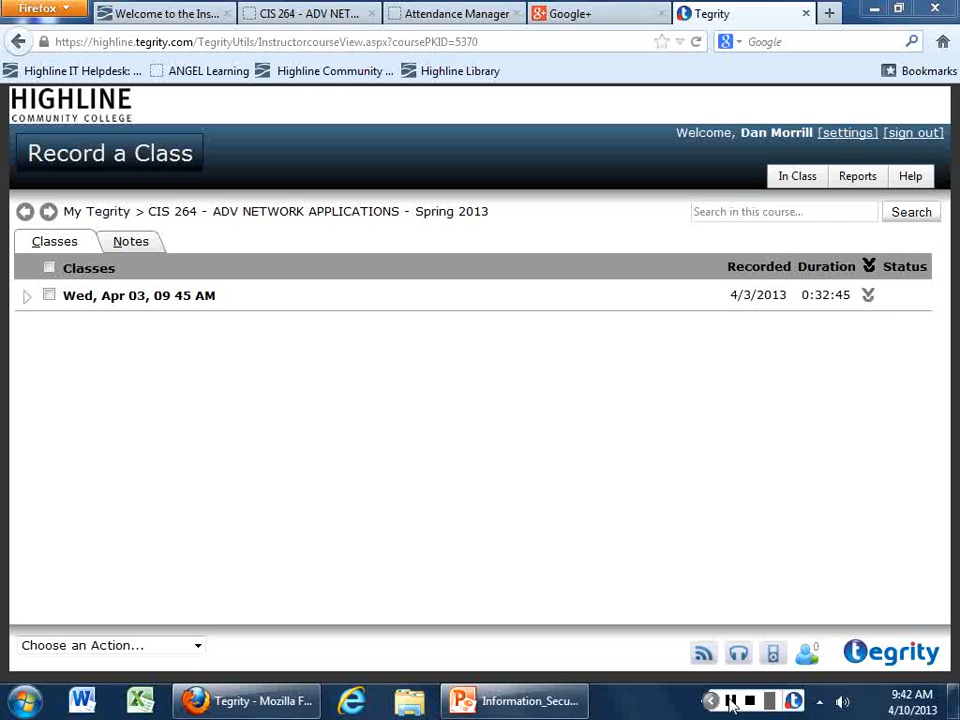 Firefox
Welcome to the Ins...
CIS 264 - ADV NET...
Attendance Manager
Google+
Tegrity
https://highline.tegrity.com/TegrityUtils/InstructorcourseView.aspx?coursePKID=5370
Google
Highline IT Helpdesk: ...
ANGEL Learning
Highline Community ...
Highline Library
Bookmarks
HIGHLINE
COMMUNITY COLLEGE
Welcome, Dan Morrill [settings] [sign out]
Record a Class
In Class
Reports
Help
My Tegrity > CIS 264 - ADV NETWORK APPLICATIONS - Spring 2013
Search in this course...
Search
Classes
Notes
Classes
Recorded
Duration
Status
Wed, Apr 03, 09 45 AM
4/3/2013
0:32:45
Choose an Action...
0
tegrity
Tegrity - Mozilla F...
Information_Secu...
9:42 AM
4/10/2013